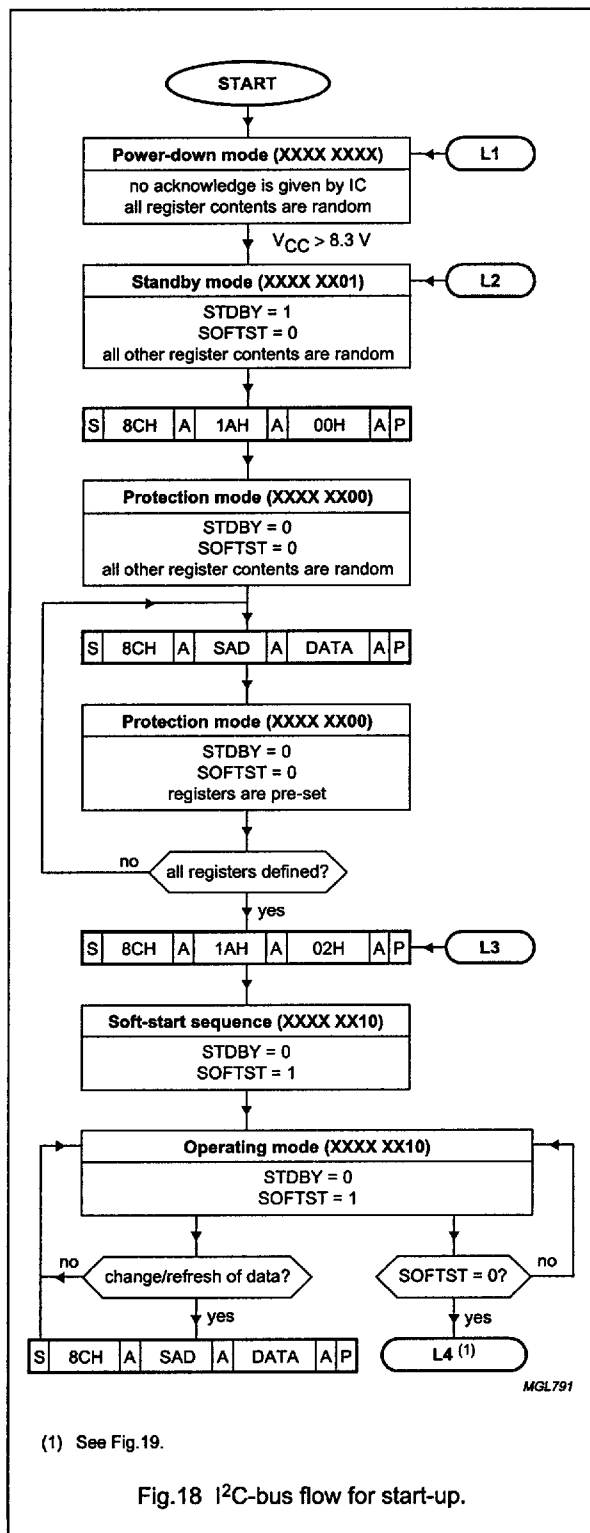 START
Power-down mode (XXXX XXXX)
L1
no acknowledge is given by IC
all register contents are random
VCC > 8.3 V
Standby mode (XXXX XX01)
L2
STDBY = 1
SOFTST = 0
all other register contents are random
S 8CH A 1AH A 00H A P
Protection mode (XXXX XX00)
STDBY = 0
SOFTST = 0
all other register contents are random
S 8CH A SAD A DATA A P
Protection mode (XXXX XX00)
STDBY = 0
SOFTST = 0
registers are pre-set
no
all registers defined?
yes
S 8CH A 1AH A 02H A P
L3
Soft-start sequence (XXXX XX10)
STDBY = 0
SOFTST = 1
Operating mode (XXXX XX10)
STDBY = 0
SOFTST = 1
no
change/refresh of data?
SOFTST = 0?
no
yes
yes
S 8CH A SAD A DATA A P
L4 (1)
MGL791
(1) See Fig.19.
Fig.18 I²C-bus flow for start-up.